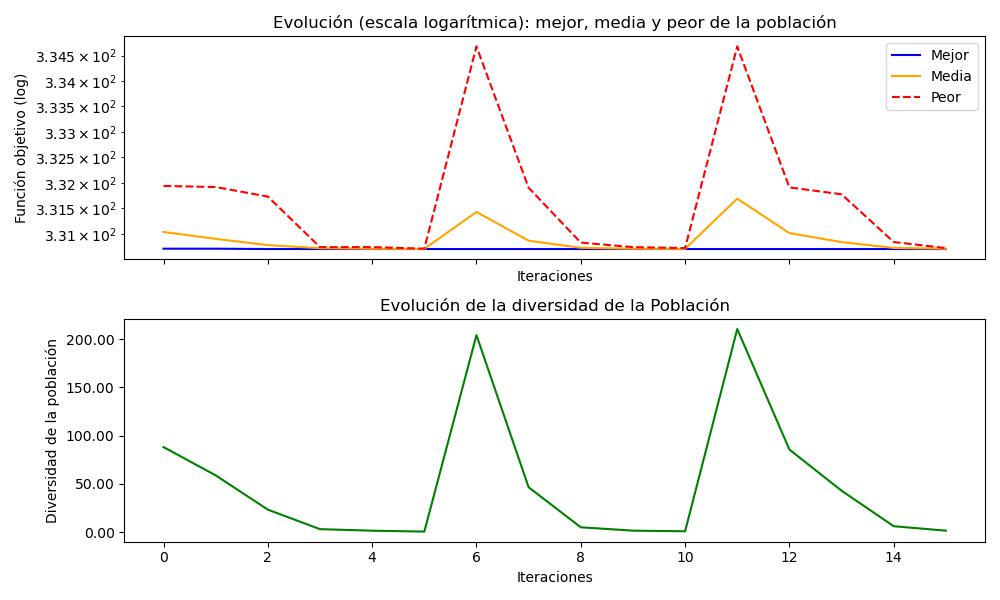 Evolución (escala logarítmica): mejor, media y peor de la población
Función objetivo (log)
3.345 × 10²
3.34 × 10²
3.335 × 10²
3.33 × 10²
3.325 × 10²
3.32 × 10²
3.315 × 10²
3.31 × 10²
Mejor
Media
Peor
Iteraciones
Evolución de la diversidad de la Población
Diversidad de la población
200.00
150.00
100.00
50.00
0.00
0 2 4 6 8 10 12 14
Iteraciones